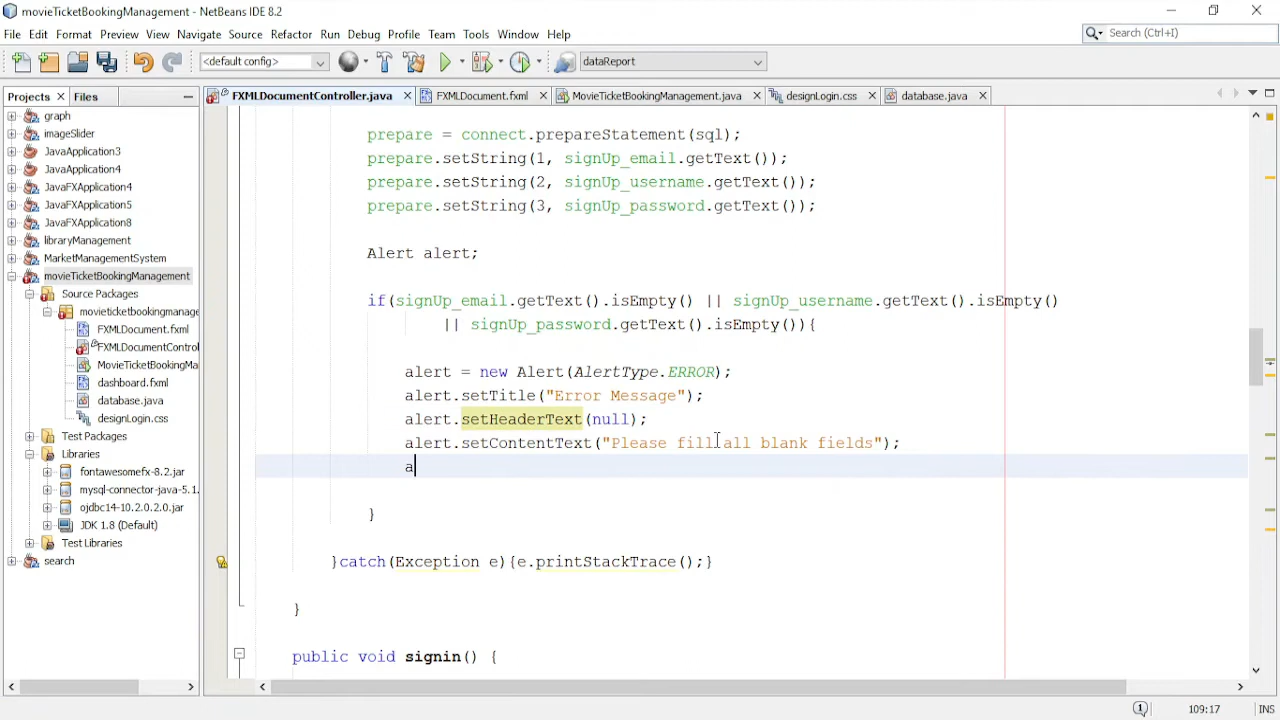 movieTicketBookingManagement - NetBeans IDE 8.2
File Edit Format Preview View Navigate Source Refactor Run Debug Profile Team Tools Window Help
Search (Ctrl+I)
<default config>
dataReport
Projects
Files
FXMLDocumentController.java
FXMLDocument.fxml
MovieTicketBookingManagement.java
designLogin.css
database.java
graph
imageSlider
JavaApplication3
JavaApplication4
JavaFXApplication4
JavaFXApplication5
JavaFXApplication8
libraryManagement
MarketManagementSystem
movieTicketBookingManagement
Source Packages
movieticketbookingmanage
FXMLDocument.fxml
FXMLDocumentControl
MovieTicketBookingMa
dashboard.fxml
database.java
designLogin.css
Test Packages
Libraries
fontawesomefx-8.2.jar
mysql-connector-java-5.1.
ojdbc14-10.2.0.2.0.jar
JDK 1.8 (Default)
Test Libraries
search
prepare = connect.prepareStatement(sql);
prepare.setString(1, signUp_email.getText());
prepare.setString(2, signUp_username.getText());
prepare.setString(3, signUp_password.getText());
Alert alert;
if(signUp_email.getText().isEmpty() || signUp_username.getText().isEmpty()
|| signUp_password.getText().isEmpty()){
alert = new Alert(AlertType.ERROR);
alert.setTitle("Error Message");
alert.setHeaderText(null);
alert.setContentText("Please fill all blank fields");
a
}
}catch(Exception e){e.printStackTrace();}
}
public void signin() {
109:17
INS